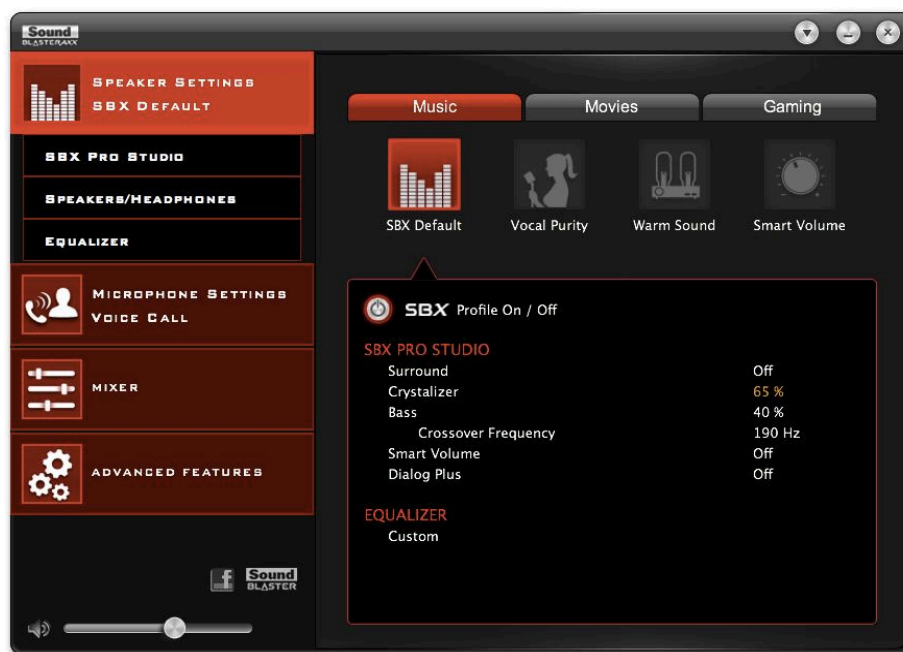 Sound
BLASTERAXX
SPEAKER SETTINGS
SBX DEFAULT
SBX PRO STUDIO
SPEAKERS/HEADPHONES
EQUALIZER
MICROPHONE SETTINGS
VOICE CALL
MIXER
ADVANCED FEATURES
f Sound
BLASTER
Music Movies Gaming
SBX Default Vocal Purity Warm Sound Smart Volume
SBX Profile On / Off
SBX PRO STUDIO
Surround Off
Crystalizer 65 %
Bass 40 %
Crossover Frequency 190 Hz
Smart Volume Off
Dialog Plus Off
EQUALIZER
Custom